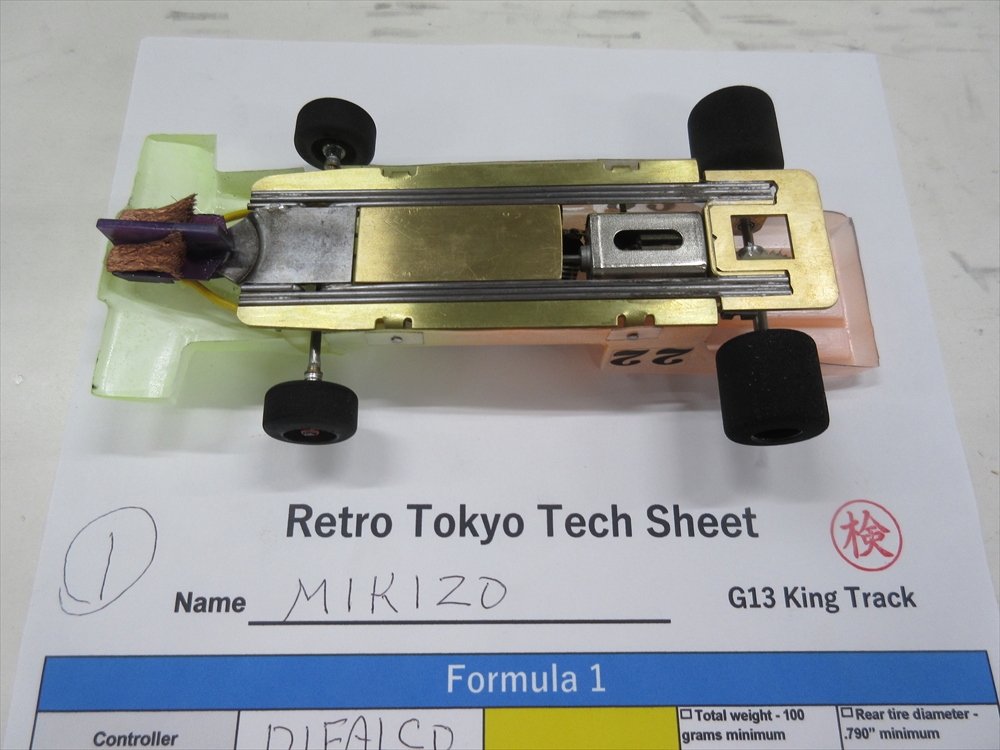 22
Retro Tokyo Tech Sheet
検
1
Name MIKIZO
G13 King Track
Formula 1
Controller
DIFALCO
☐ Total weight - 100 grams minimum
☐ Rear tire diameter - .790" minimum